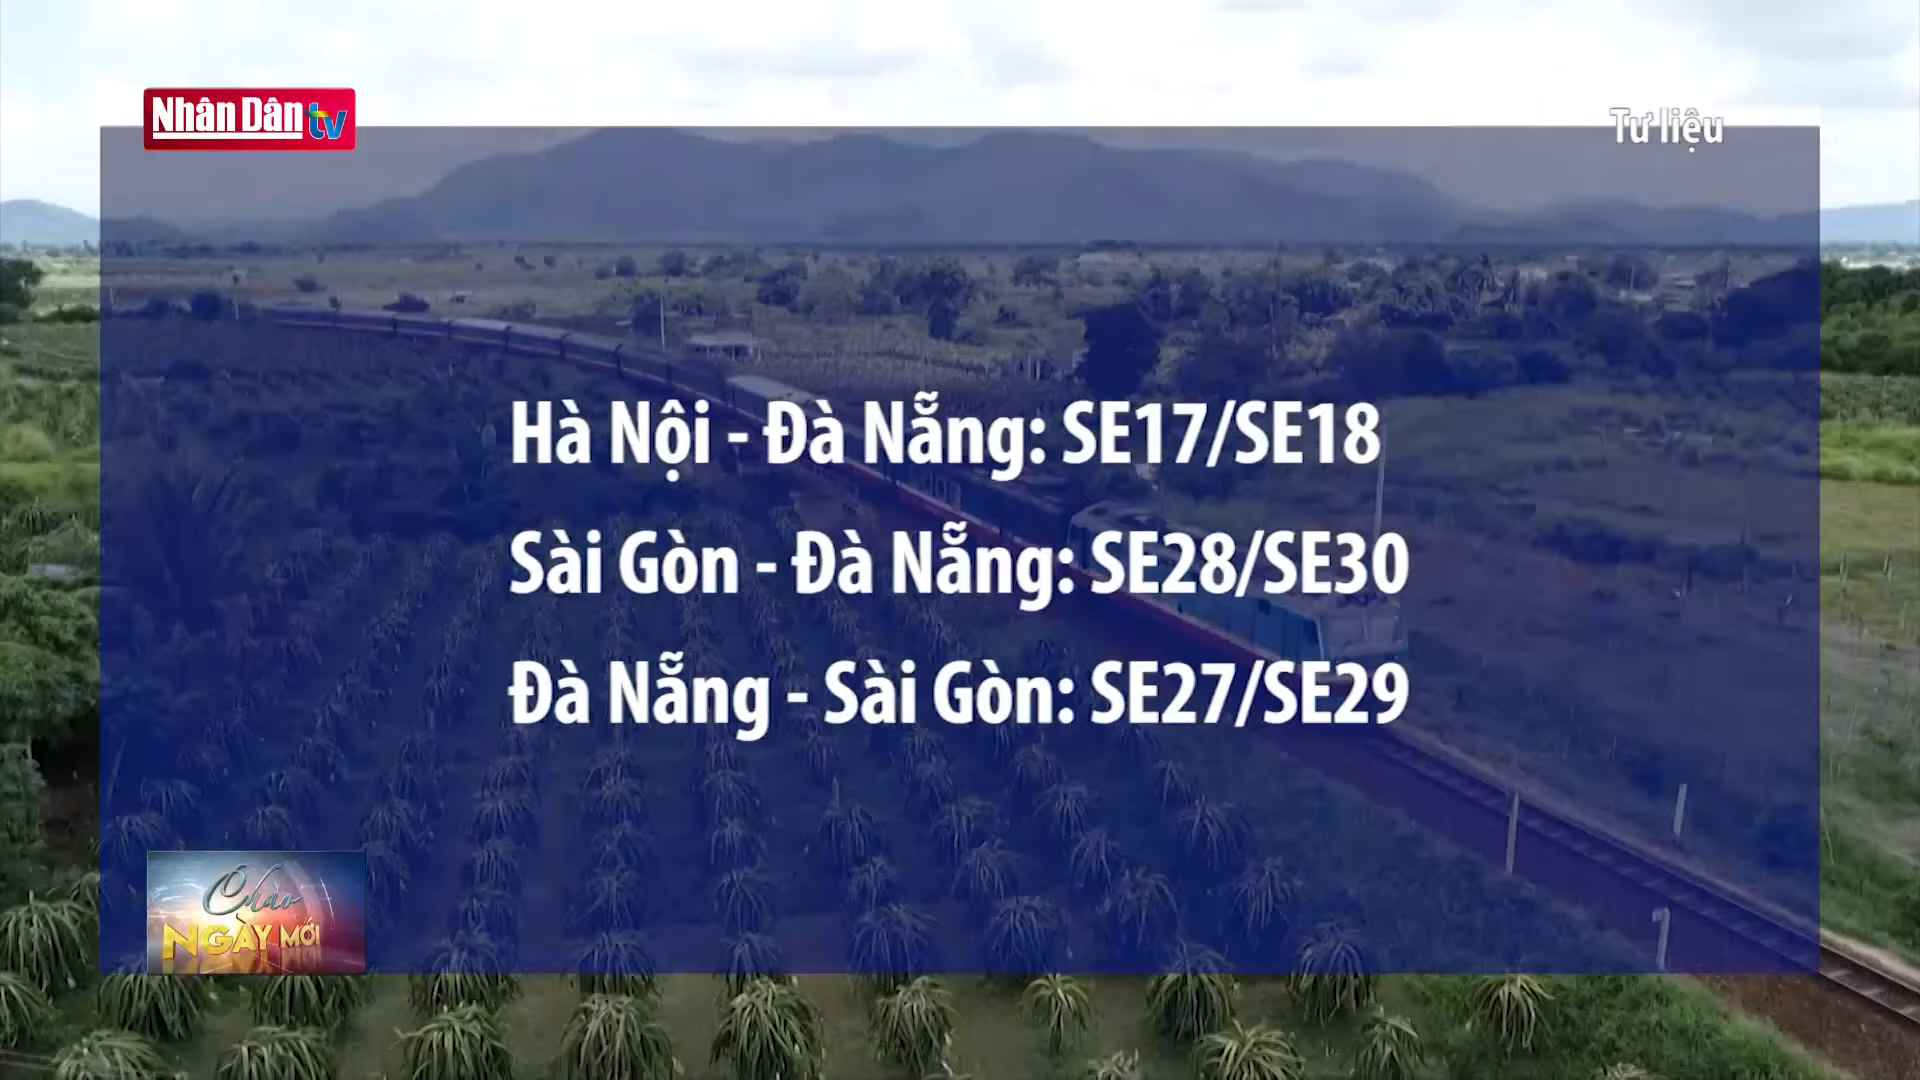 Nhân Dân tv
Tư liệu
Hà Nội - Đà Nẵng: SE17/SE18
Sài Gòn - Đà Nẵng: SE28/SE30
Đà Nẵng - Sài Gòn: SE27/SE29
Chào
NGÀY MỚI